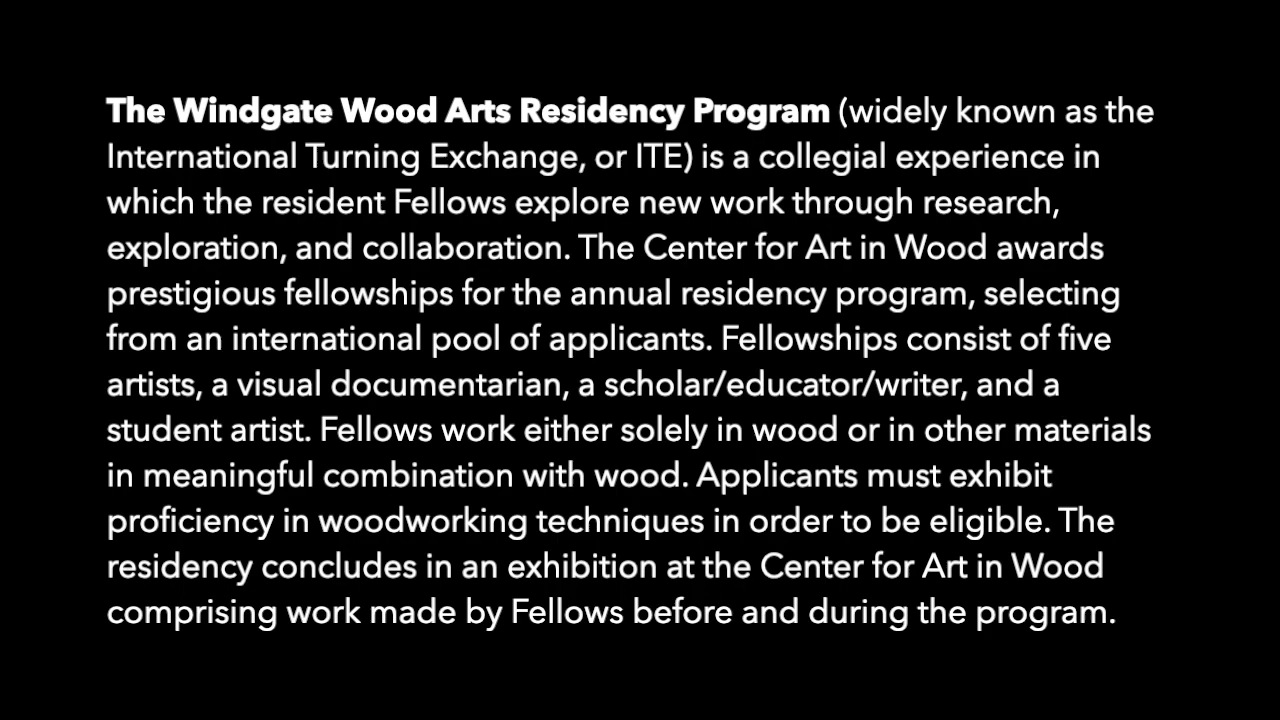 The Windgate Wood Arts Residency Program (widely known as the
International Turning Exchange, or ITE) is a collegial experience in
which the resident Fellows explore new work through research,
exploration, and collaboration. The Center for Art in Wood awards
prestigious fellowships for the annual residency program, selecting
from an international pool of applicants. Fellowships consist of five
artists, a visual documentarian, a scholar/educator/writer, and a
student artist. Fellows work either solely in wood or in other materials
in meaningful combination with wood. Applicants must exhibit
proficiency in woodworking techniques in order to be eligible. The
residency concludes in an exhibition at the Center for Art in Wood
comprising work made by Fellows before and during the program.